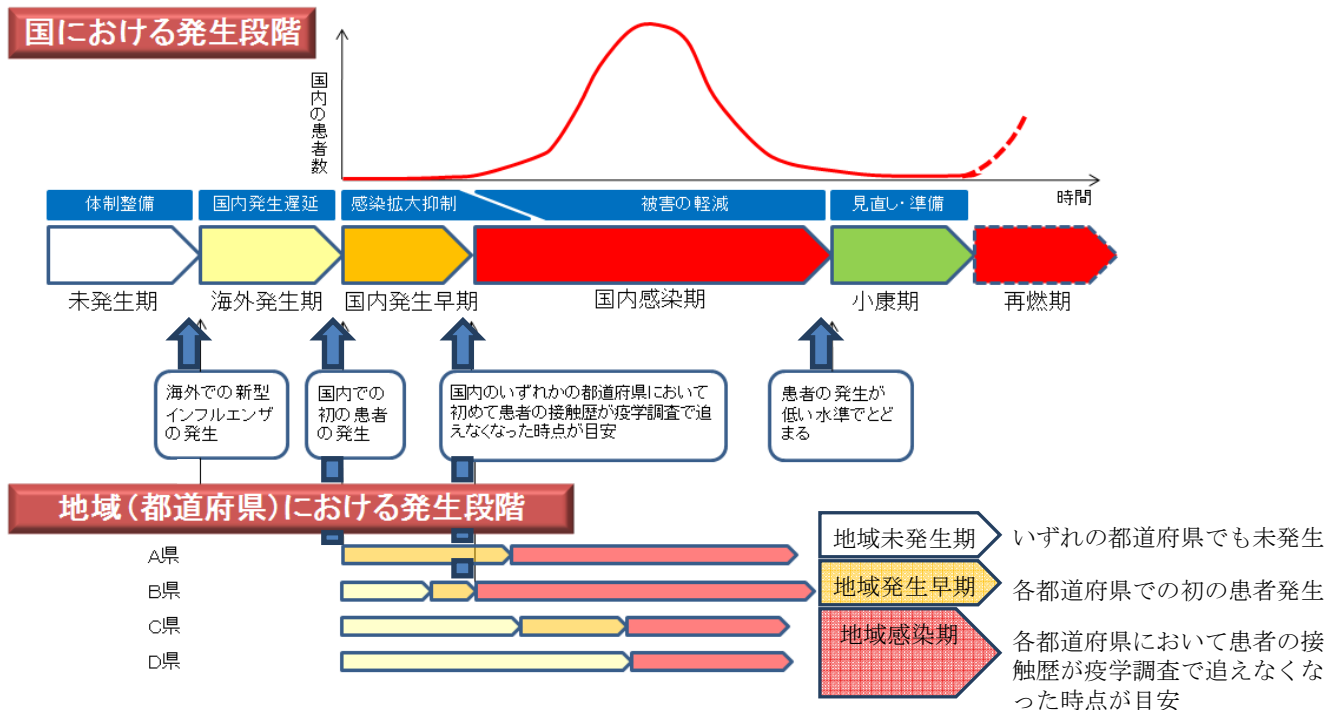 国における発生段階
国内の患者数
時間
体制整備
国内発生遅延
感染拡大抑制
被害の軽減
見直し・準備
未発生期
海外発生期
国内発生早期
国内感染期
小康期
再燃期
海外での新型
インフルエンザ
の発生
国内での
初の患者
の発生
国内のいずれかの都道府県において
初めて患者の接触歴が疫学調査で追
えなくなった時点が目安
患者の発生が
低い水準でとど
まる
地域(都道府県)における発生段階
A県
B県
C県
D県
地域未発生期
いずれの都道府県でも未発生
地域発生早期
各都道府県での初の患者発生
地域感染期
各都道府県において患者の接
触歴が疫学調査で追えなくな
った時点が目安